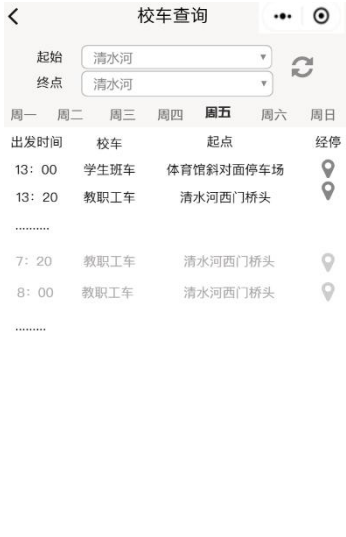 校车查询
起始 清水河
终点 清水河
周一 周二 周三 周四 周五 周六 周日
出发时间 校车 起点 经停
13：00 学生班车 体育馆斜对面停车场
13：20 教职工车 清水河西门桥头
..........
7：20 教职工车 清水河西门桥头
8：00 教职工车 清水河西门桥头
.........